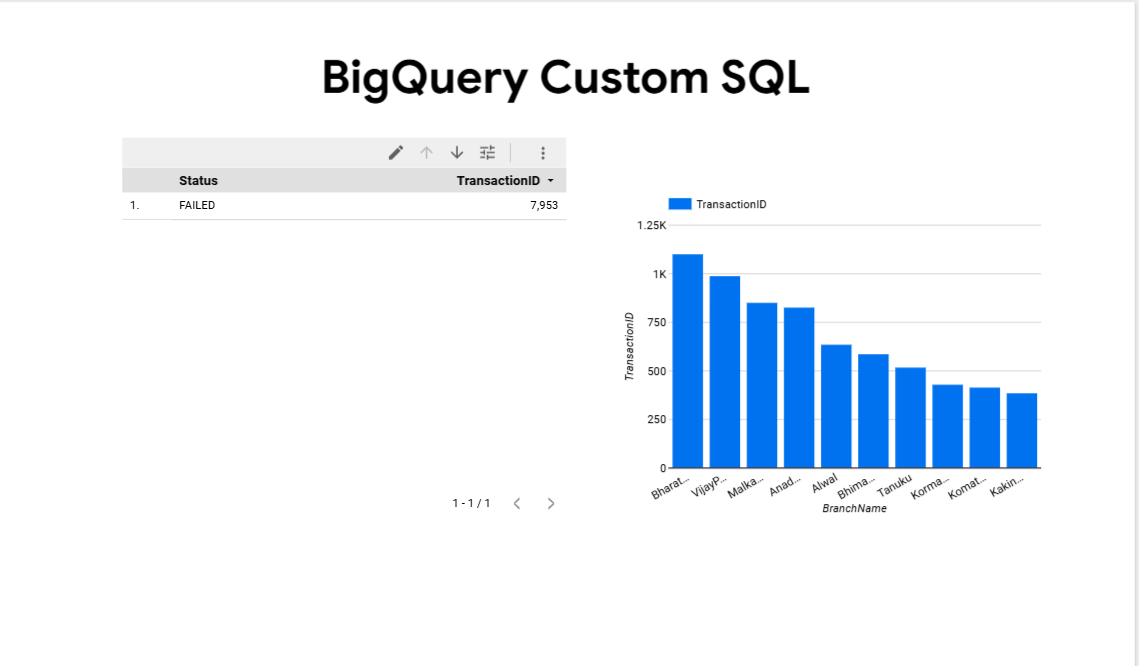 BigQuery Custom SQL
Status TransactionID
1. FAILED 7,953
1 - 1 / 1
TransactionID
1.25K
1K
750
500
250
0
TransactionID
Bharat... VijayP... Malka... Anad... Alwal Bhima... Tanuku Korma... Komat... Kakin...
BranchName